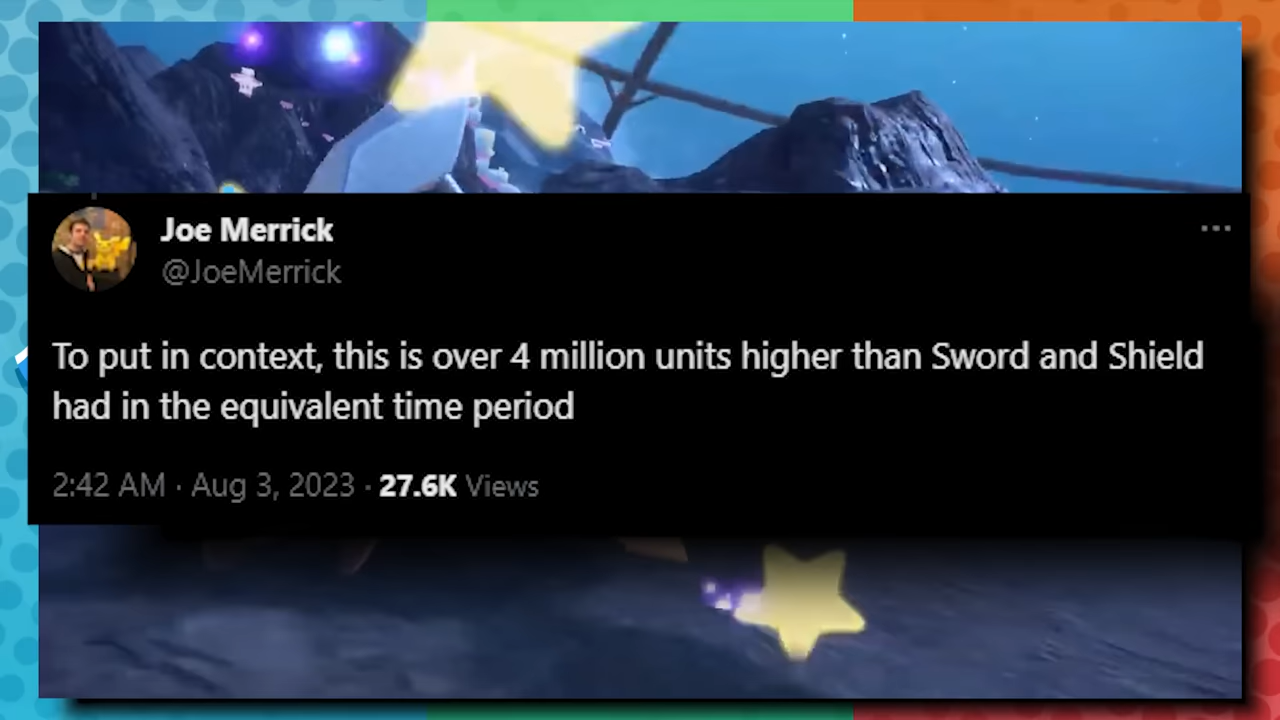 Joe Merrick
@JoeMerrick
To put in context, this is over 4 million units higher than Sword and Shield
had in the equivalent time period
2:42 AM · Aug 3, 2023 · 27.6K Views